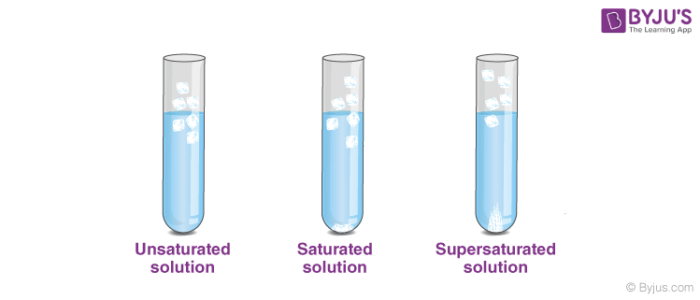 BYJU'S
The Learning App
Unsaturated
solution
Saturated
solution
Supersaturated
solution
© Byjus.com